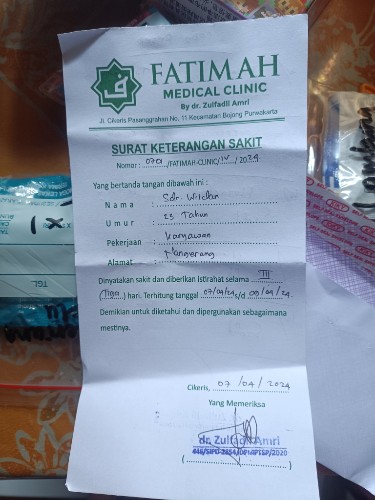 FATIMAH
MEDICAL CLINIC
By dr. Zulfadli Amri
Jl. Cikeris Pasanggrahan No. 11 Kecamatan Bojong Purwakarta
SURAT KETERANGAN SAKIT
Nomor : 0701 /FATIMAH-CLINIC/ IV / 2024
Yang bertanda tangan dibawah ini :
Nama : Sdr. Wildan
Umur : 23 Tahun
Pekerjaan : Karyawan
Alamat :
Dinyatakan sakit dan diberikan istirahat selama III
(Tiga) hari. Terhitung tanggal 07/04/24 s/d 09/04/24.
Demikian untuk diketahui dan dipergunakan sebagaimana
mestinya.
Cikeris, 07 / 04 / 2024
Yang Memeriksa
dr. Zulfadli Amri
(....................................)
TGL